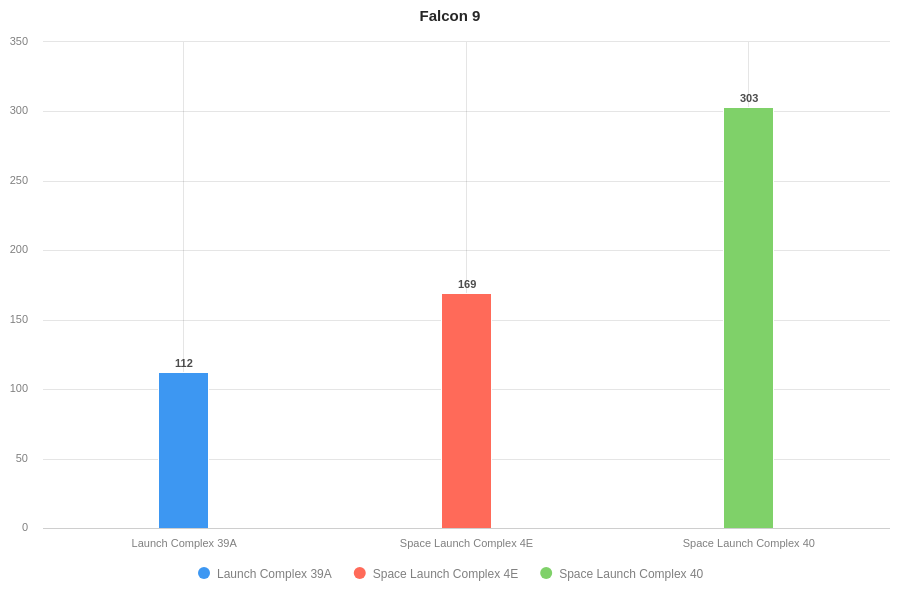 Falcon 9
350
300
250
200
150
100
50
0
303
169
112
Launch Complex 39A
Space Launch Complex 4E
Space Launch Complex 40
Launch Complex 39A
Space Launch Complex 4E
Space Launch Complex 40